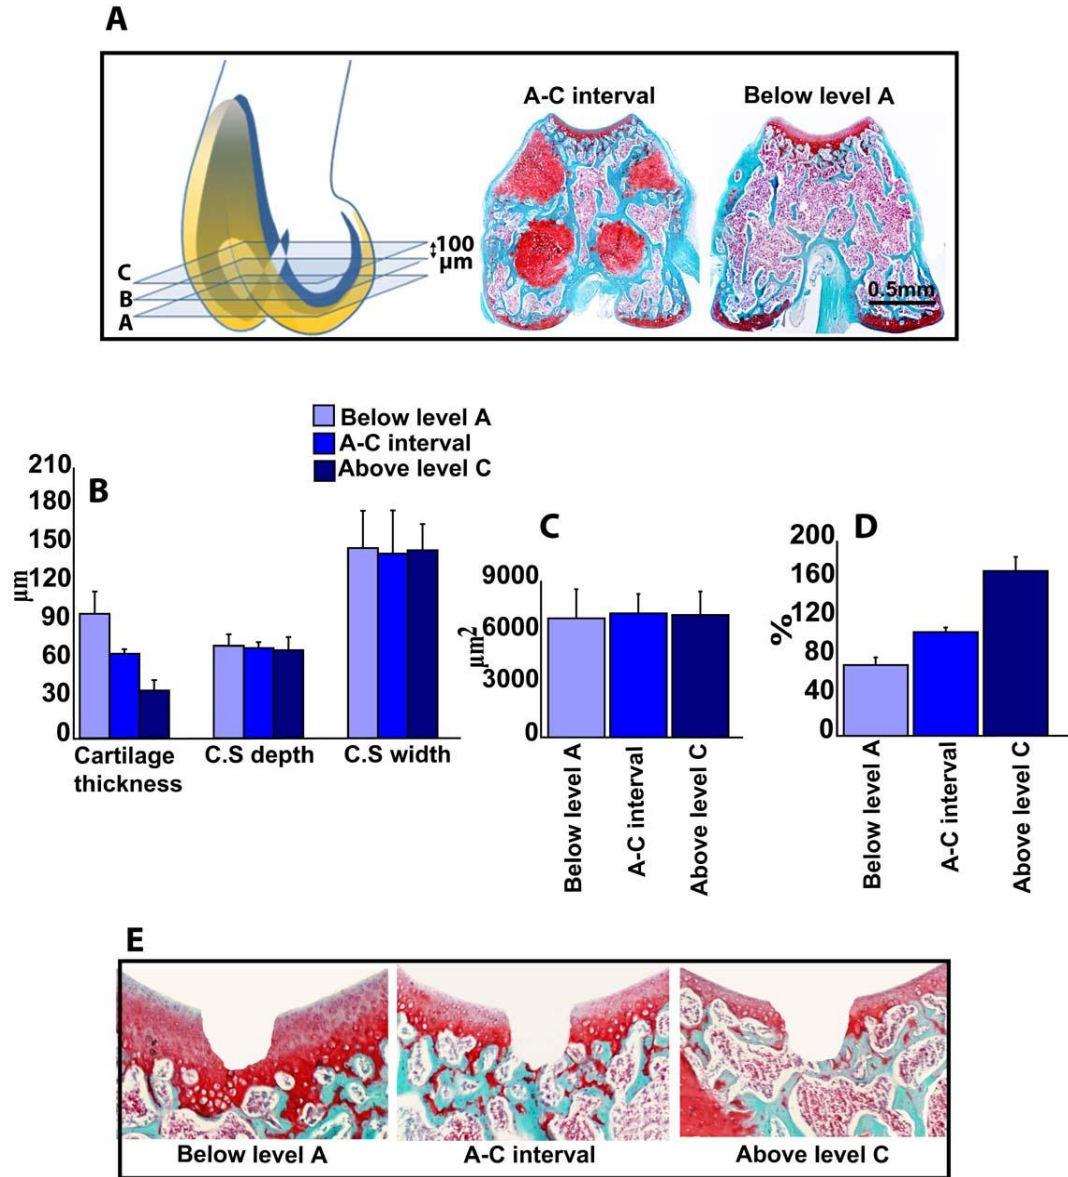 A
A-C interval
Below level A
100
µm
C
B
A
0.5mm
Below level A
A-C interval
Above level C
B
µm
210
180
150
120
90
60
30
0
Cartilage
thickness
C.S depth
C.S width
C
µm2
9000
6000
3000
0
Below level A
A-C interval
Above level C
D
%
200
160
120
80
40
0
Below level A
A-C interval
Above level C
E
Below level A
A-C interval
Above level C